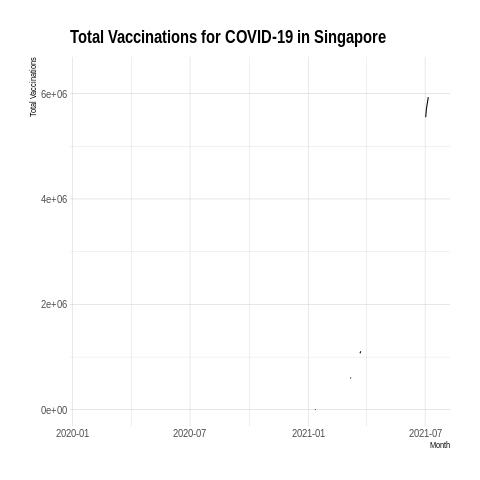 Total Vaccinations for COVID-19 in Singapore
Total Vaccinations
6e+06
4e+06
2e+06
0e+00
2020-01 2020-07 2021-01 2021-07
Month